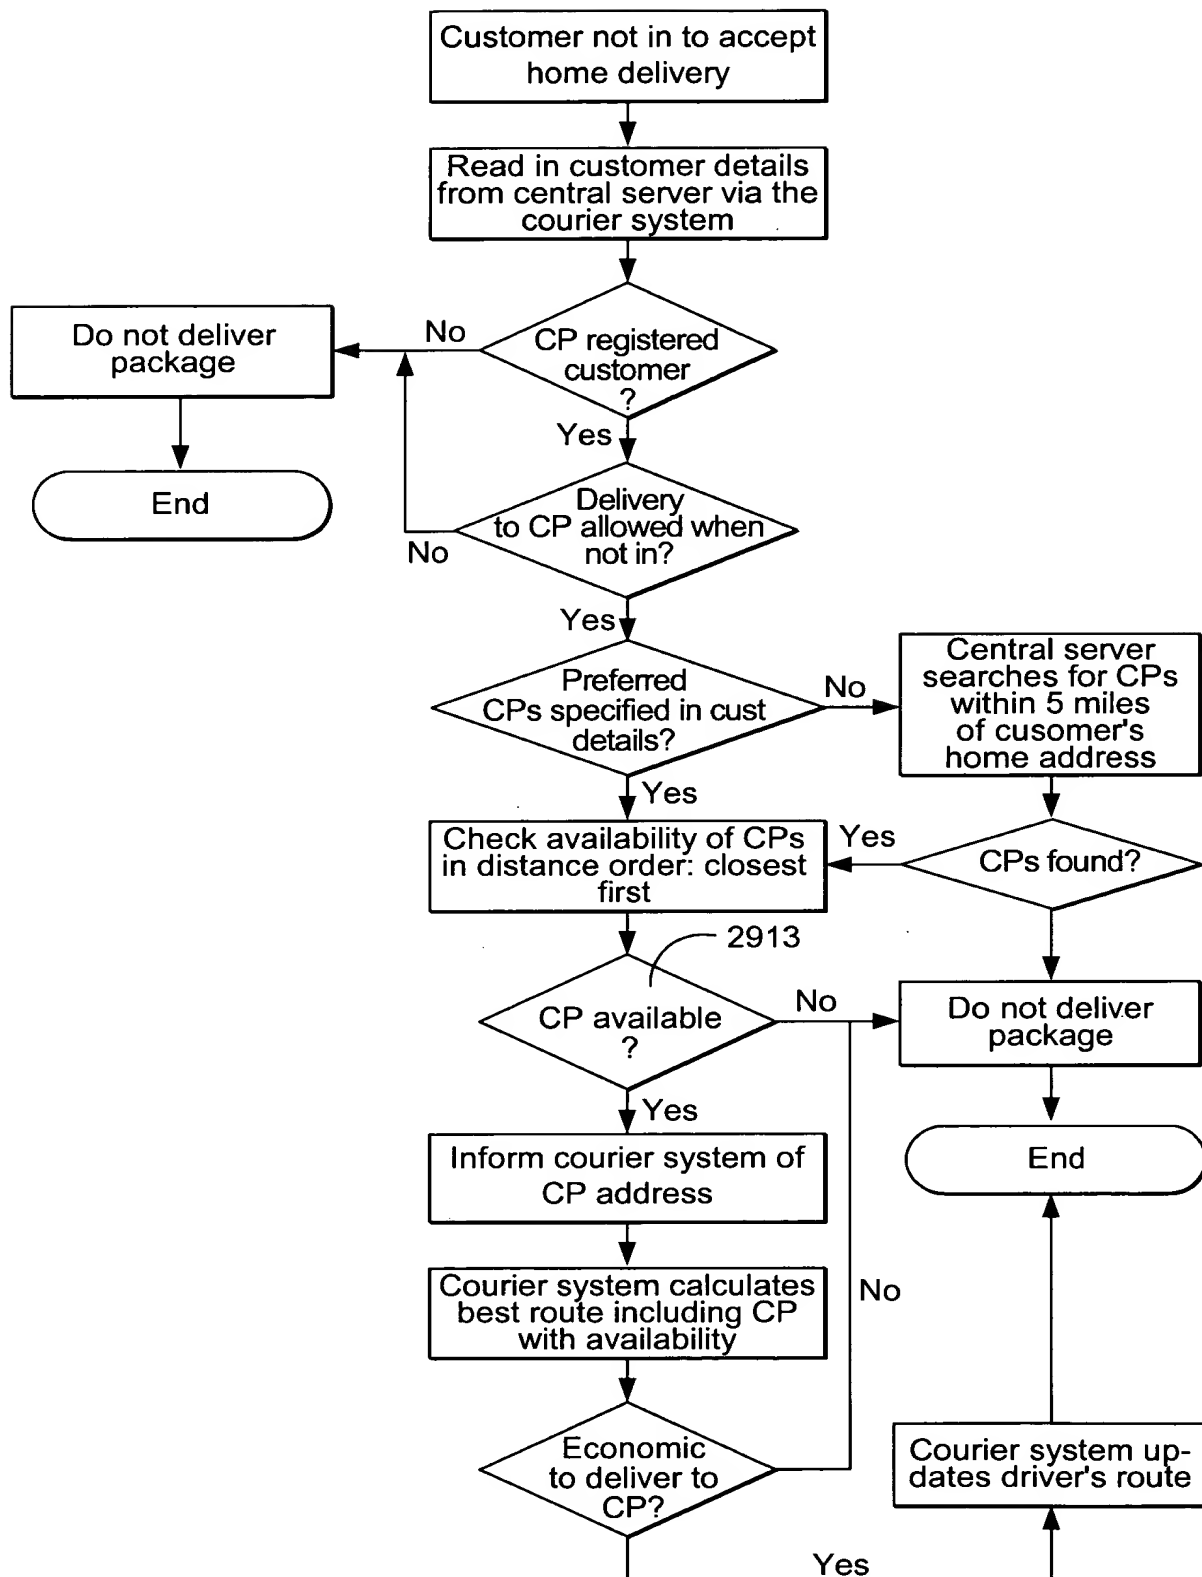 Customer not in to accept
home delivery
Read in customer details
from central server via the
courier system
CP registered
customer
?
No
Do not deliver
package
End
Yes
Delivery
to CP allowed when
not in?
No
Yes
Preferred
CPs specified in cust
details?
No
Central server
searches for CPs
within 5 miles
of cusomer's
home address
Yes
Check availability of CPs
in distance order: closest
first
Yes
CPs found?
2913
CP available
?
No
Do not deliver
package
End
Yes
Inform courier system of
CP address
Courier system calculates
best route including CP
with availability
No
Economic
to deliver to
CP?
Courier system up-
dates driver's route
Yes